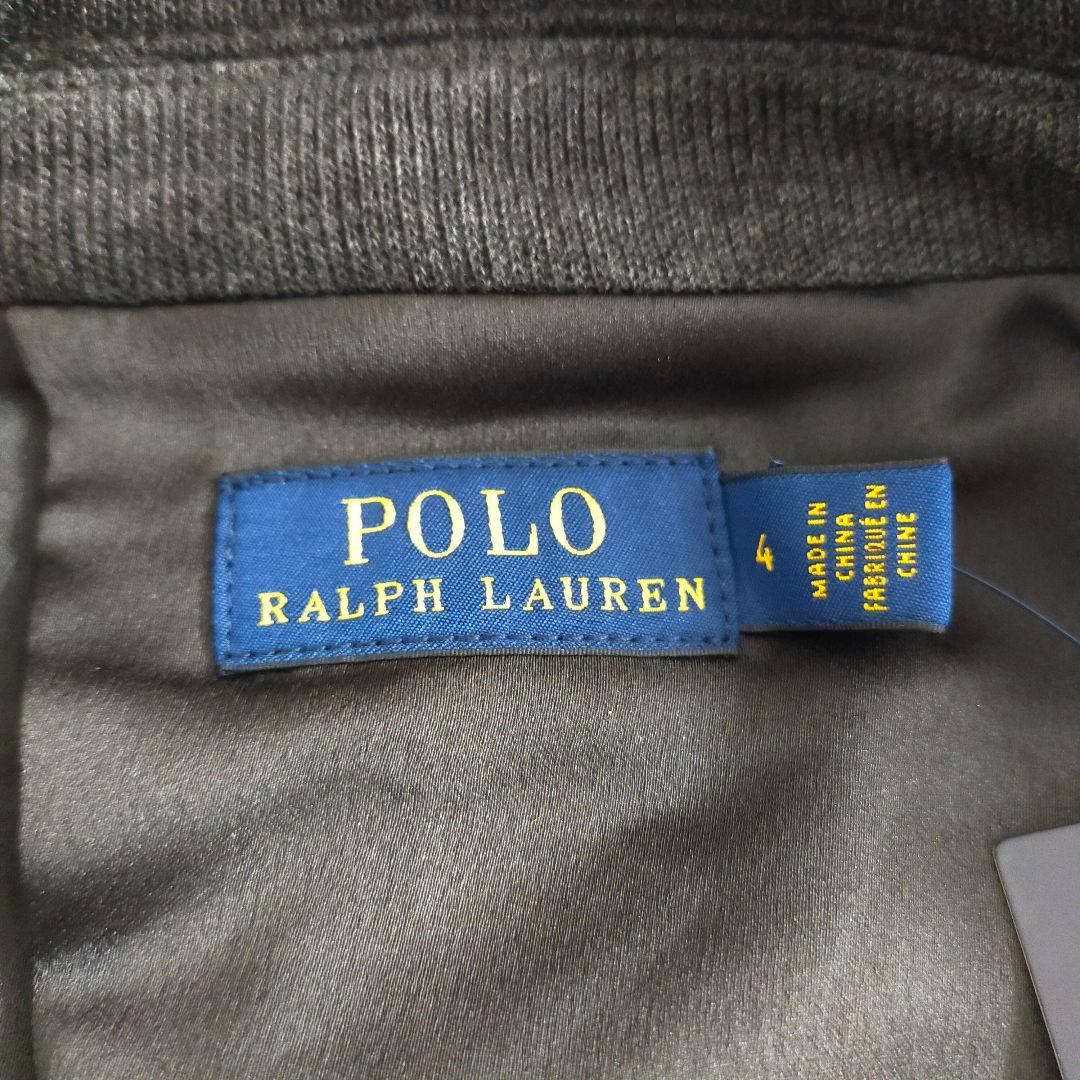 POLO
RALPH LAUREN
4
MADE IN
CHINA
FABRIQUÉ EN
CHINE